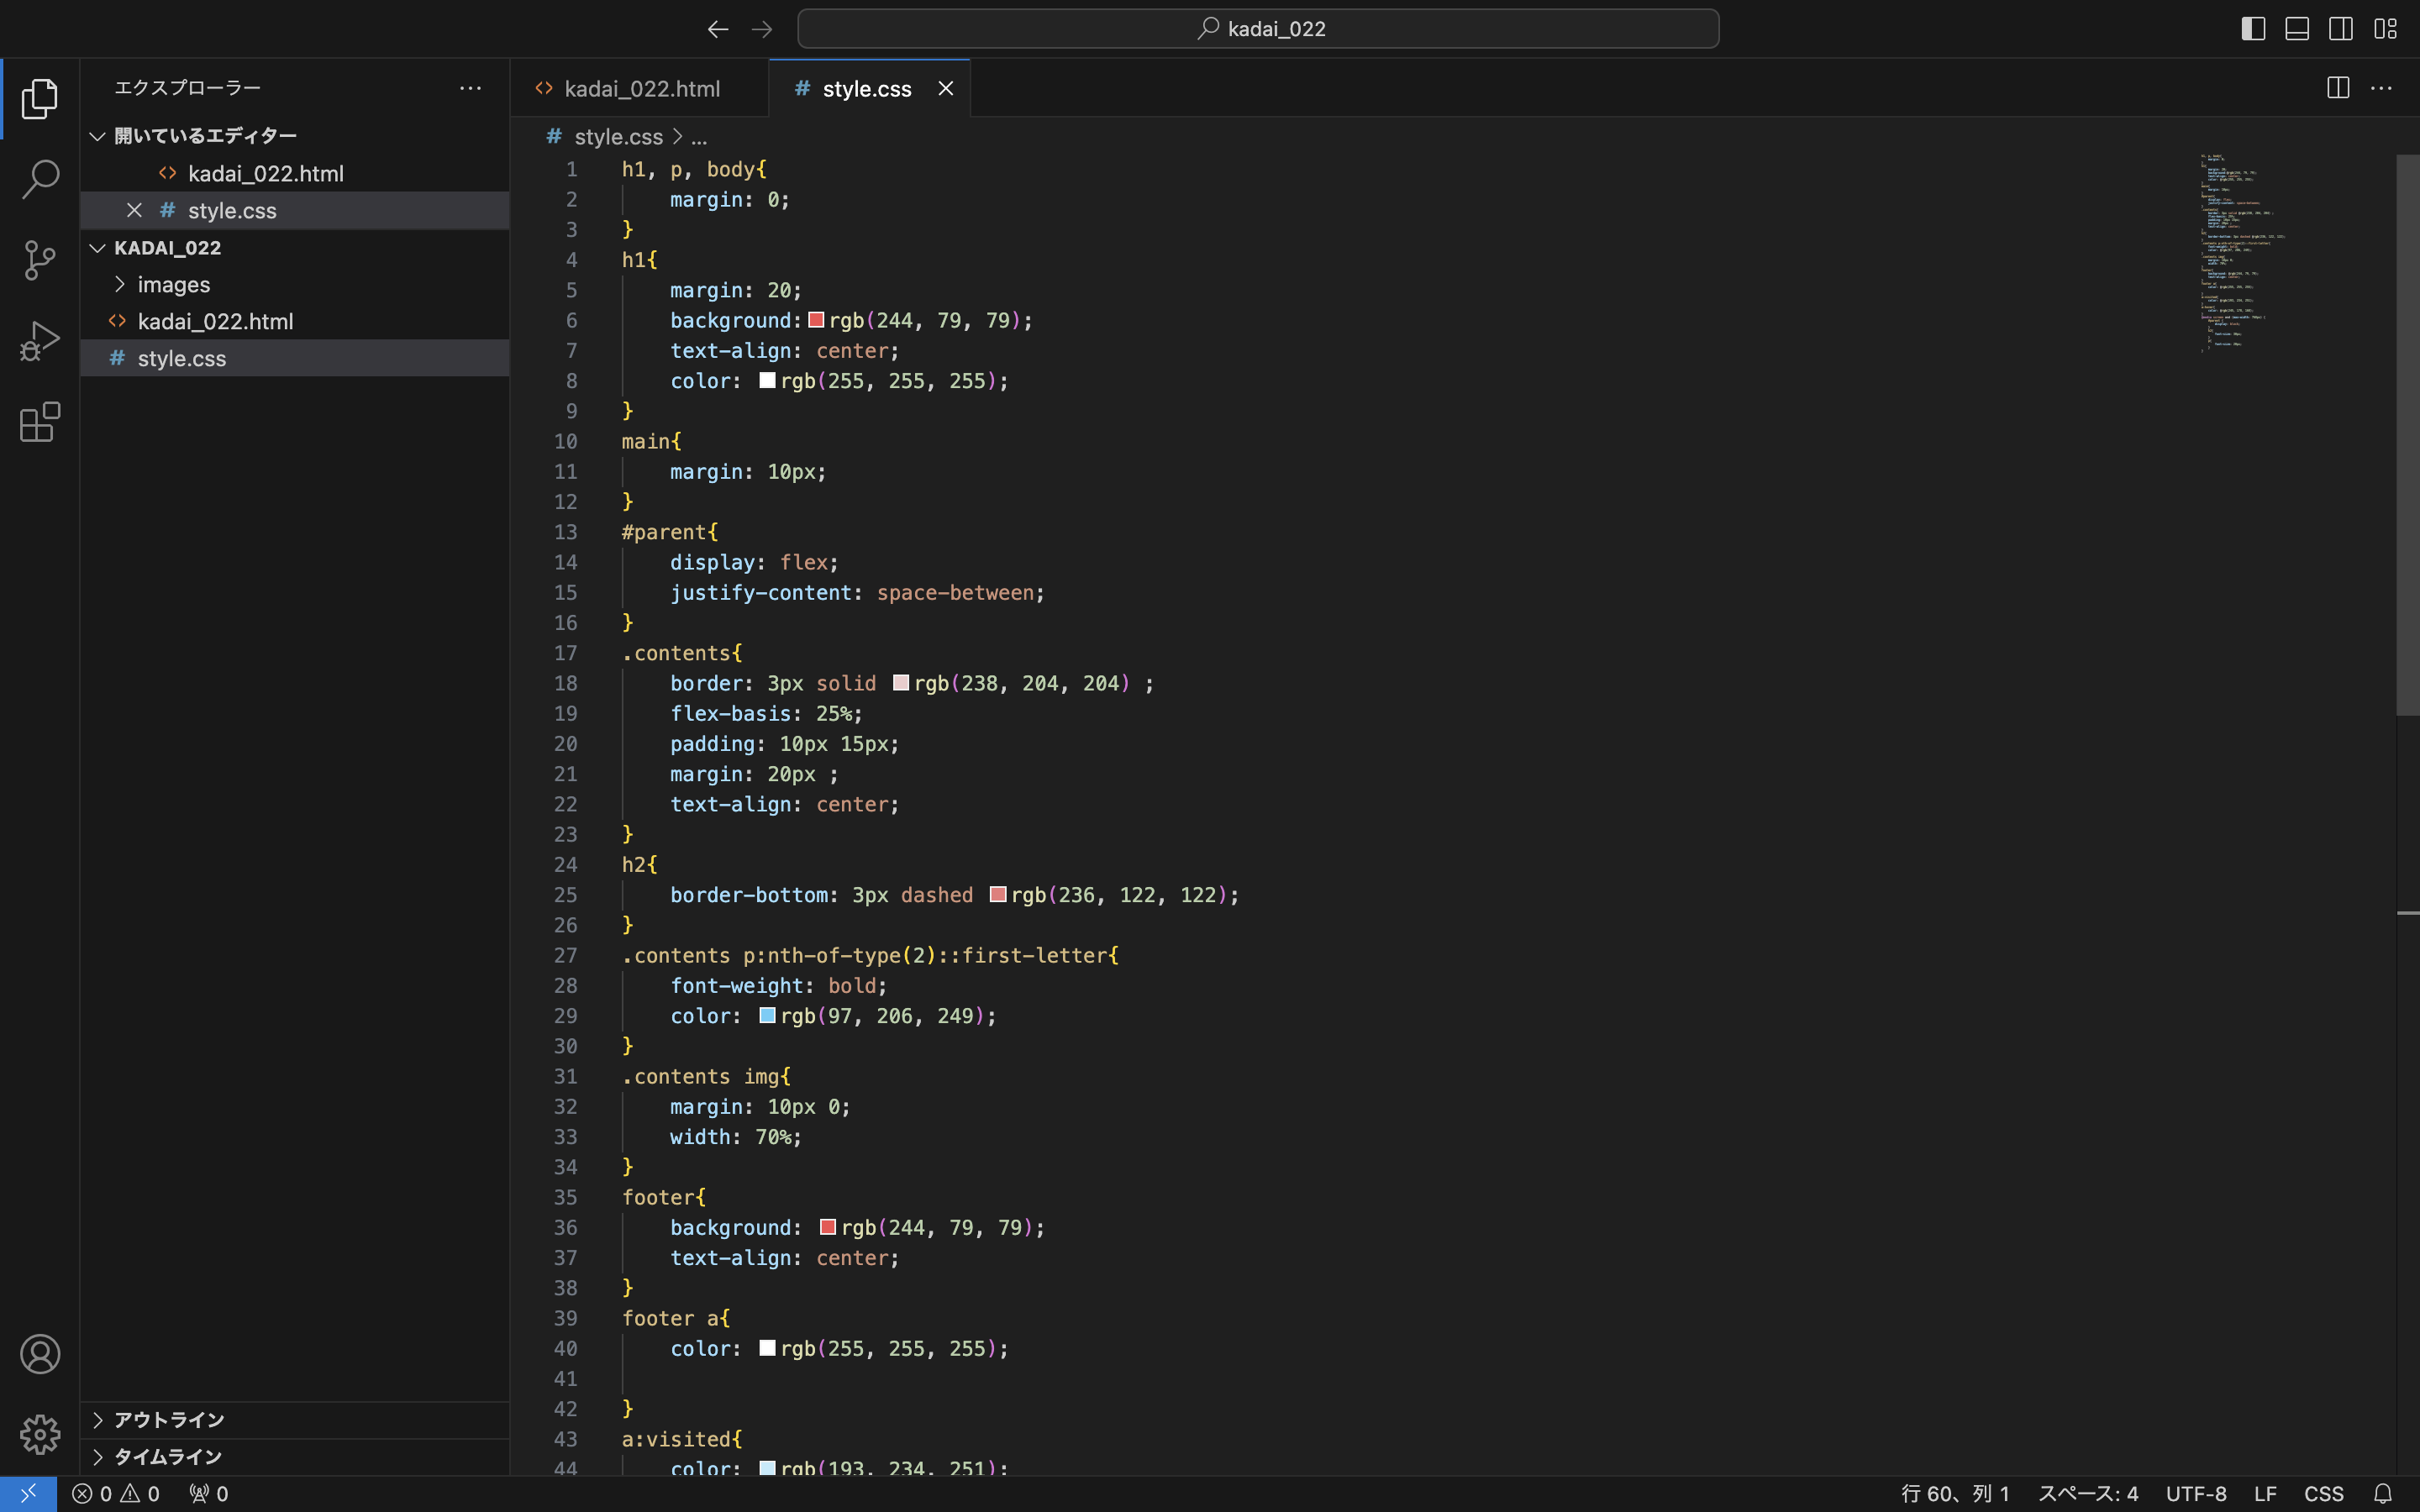 kadai_022
エクスプローラー
開いているエディター
kadai_022.html
style.css
KADAI_022
images
kadai_022.html
style.css
アウトライン
タイムライン
kadai_022.html
style.css
style.css > ...
1 h1, p, body{
2 margin: 0;
3 }
4 h1{
5 margin: 20;
6 background: rgb(244, 79, 79);
7 text-align: center;
8 color: rgb(255, 255, 255);
9 }
10 main{
11 margin: 10px;
12 }
13 #parent{
14 display: flex;
15 justify-content: space-between;
16 }
17 .contents{
18 border: 3px solid rgb(238, 204, 204) ;
19 flex-basis: 25%;
20 padding: 10px 15px;
21 margin: 20px ;
22 text-align: center;
23 }
24 h2{
25 border-bottom: 3px dashed rgb(236, 122, 122);
26 }
27 .contents p:nth-of-type(2)::first-letter{
28 font-weight: bold;
29 color: rgb(97, 206, 249);
30 }
31 .contents img{
32 margin: 10px 0;
33 width: 70%;
34 }
35 footer{
36 background: rgb(244, 79, 79);
37 text-align: center;
38 }
39 footer a{
40 color: rgb(255, 255, 255);
41
42 }
43 a:visited{
44 color: rgb(193, 234, 251);
0 0 0
行 60、列 1 スペース: 4 UTF-8 LF CSS